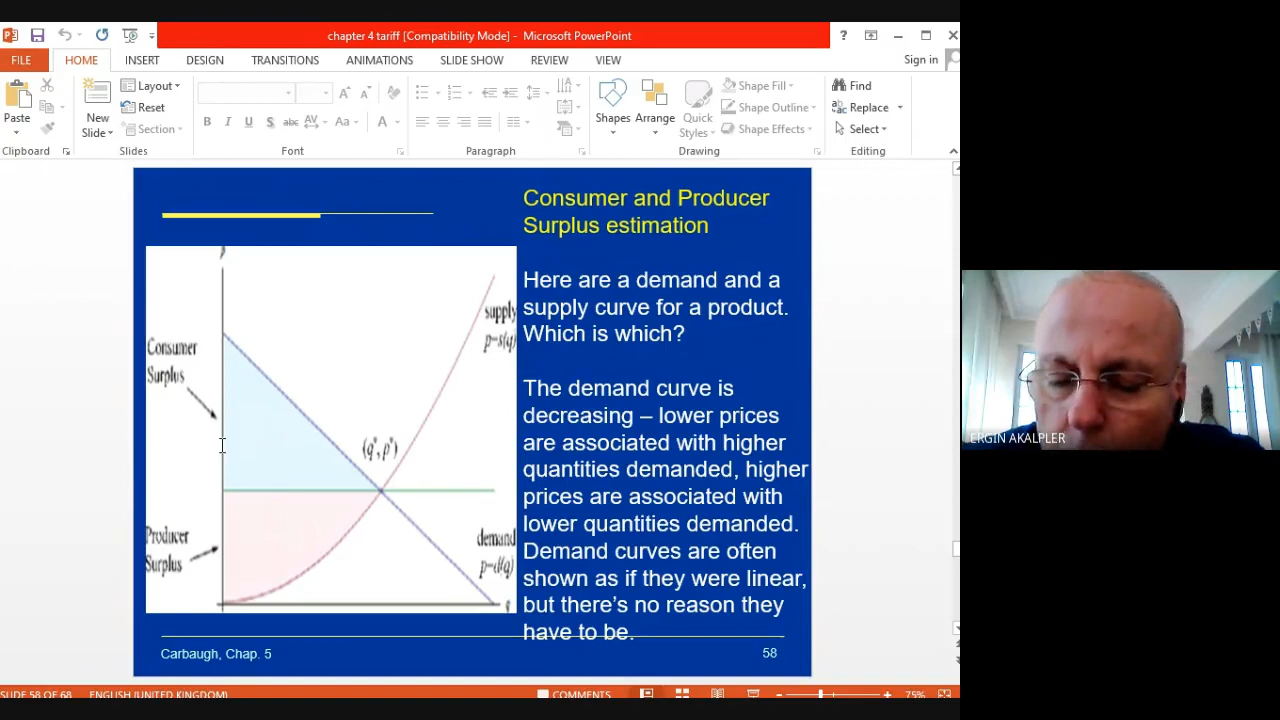 chapter 4 tariff [Compatibility Mode] - Microsoft PowerPoint
?
FILE
HOME
INSERT
DESIGN
TRANSITIONS
ANIMATIONS
SLIDE SHOW
REVIEW
VIEW
Sign in
Paste
New
Slide
Layout
Reset
Section
B I U S abc AV Aa A
Shapes
Arrange
Quick
Styles
Shape Fill
Shape Outline
Shape Effects
Find
Replace
Select
Clipboard
Slides
Font
Paragraph
Drawing
Editing
Consumer and Producer
Surplus estimation
Here are a demand and a
supply curve for a product.
Which is which?
The demand curve is
decreasing – lower prices
are associated with higher
quantities demanded, higher
prices are associated with
lower quantities demanded.
Demand curves are often
shown as if they were linear,
but there's no reason they
have to be.
p
supply
p=s(q)
Consumer
Surplus
(q*, p*)
Producer
Surplus
demand
p=d(q)
q
Carbaugh, Chap. 5
58
SLIDE 58 OF 68
ENGLISH (UNITED KINGDOM)
COMMENTS
75%
ERGIN AKALPLER